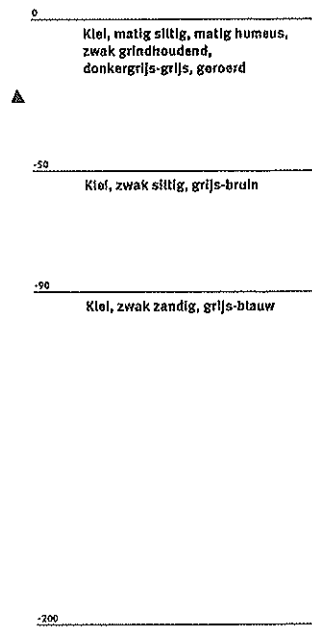 0
Klei, matig siltig, matig humeus,
zwak grindhoudend,
donkergrijs-grijs, geroerd
-50
Klei, zwak siltig, grijs-bruin
-90
Klei, zwak zandig, grijs-blauw
-200